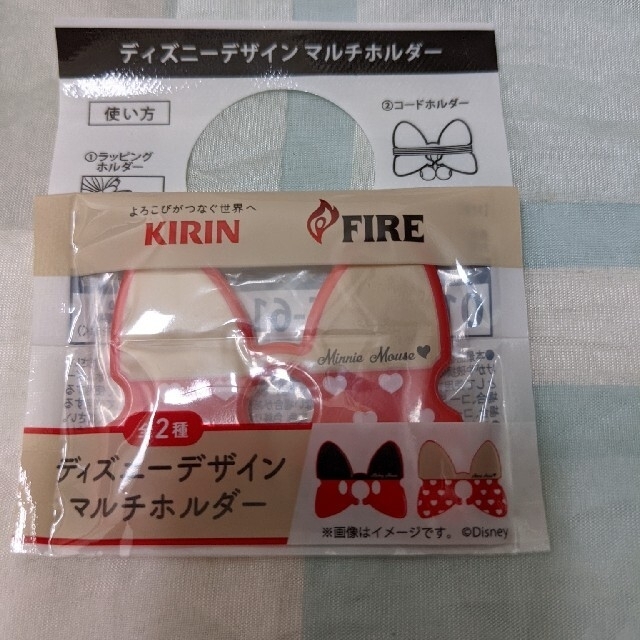 ディズニーデザイン マルチホルダー
使い方
①ラッピング
ホルダー
②コードホルダー
よろこびがつなぐ世界へ
KIRIN
FIRE
Minnie Mouse
全2種
ディズニーデザイン
マルチホルダー
※画像はイメージです。 ©Disney